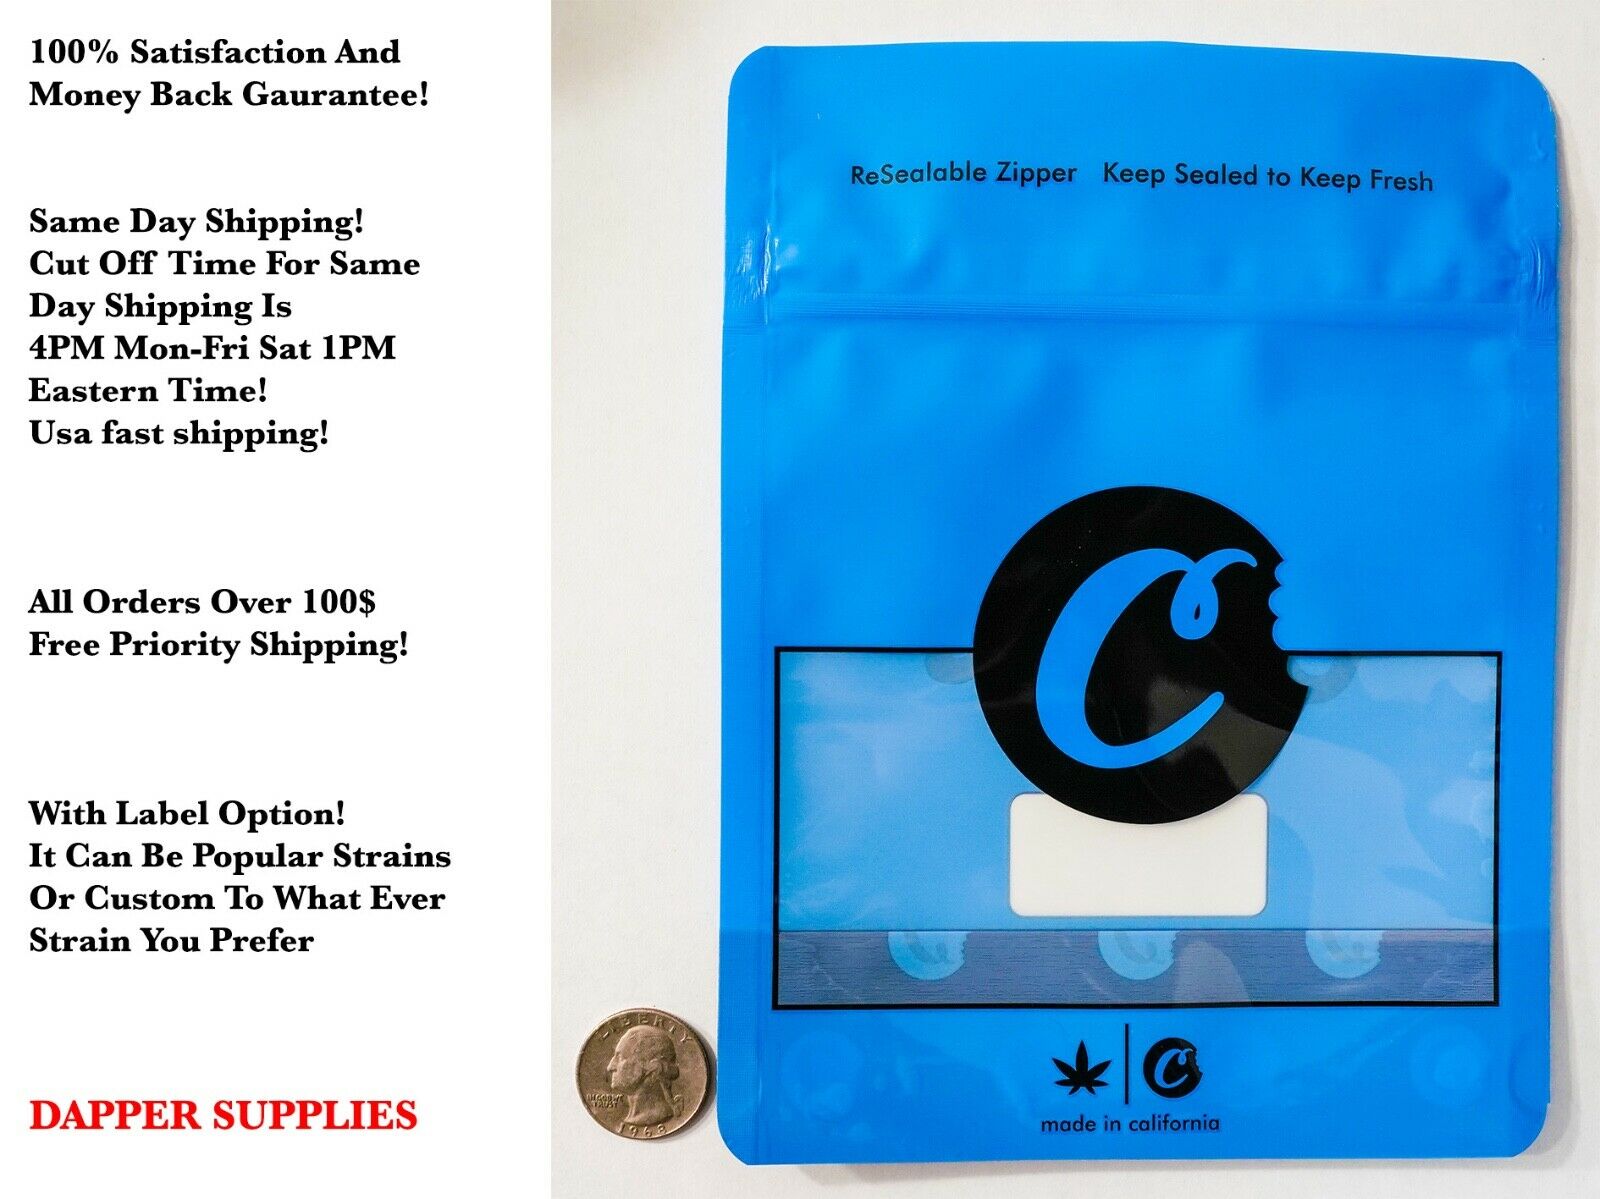 100% Satisfaction And
Money Back Gaurantee!
Same Day Shipping!
Cut Off Time For Same
Day Shipping Is
4PM Mon-Fri Sat 1PM
Eastern Time!
Usa fast shipping!
All Orders Over 100$
Free Priority Shipping!
With Label Option!
It Can Be Popular Strains
Or Custom To What Ever
Strain You Prefer
DAPPER SUPPLIES
ReSealable Zipper Keep Sealed to Keep Fresh
C
C
made in california
LIBERTY
IN GOD WE
TRUST
1968